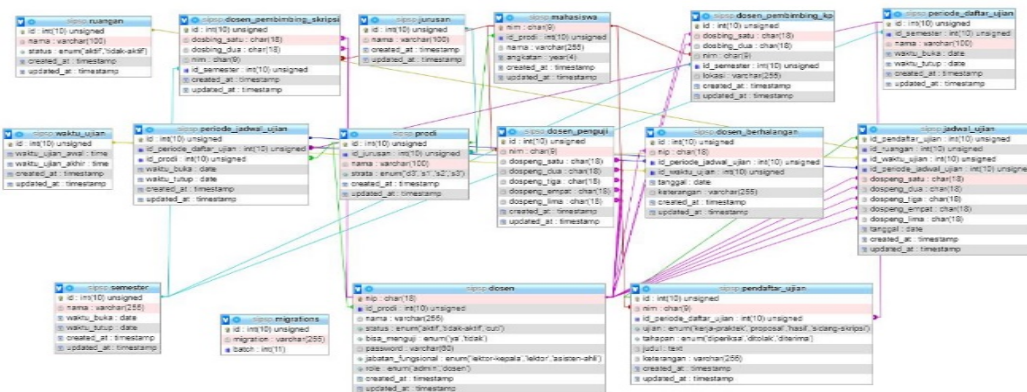 sipsp ruangan
id : int(10) unsigned
nama : varchar(100)
status : enum('aktif','tidak-aktif')
created_at : timestamp
updated_at : timestamp
sipsp dosen_pembimbing_skripsi
id : int(10) unsigned
dosbing_satu : char(18)
dosbing_dua : char(18)
nim : char(9)
id_semester : int(10) unsigned
created_at : timestamp
updated_at : timestamp
sipsp jurusan
id : int(10) unsigned
nama : varchar(100)
created_at : timestamp
updated_at : timestamp
sipsp mahasiswa
nim : char(9)
id_prodi : int(10) unsigned
nama : varchar(255)
angkatan : year(4)
created_at : timestamp
updated_at : timestamp
sipsp dosen_pembimbing_kp
id : int(10) unsigned
dosbing_satu : char(18)
dosbing_dua : char(18)
nim : char(9)
id_semester : int(10) unsigned
lokasi : varchar(255)
created_at : timestamp
updated_at : timestamp
sipsp periode_daftar_ujian
id : int(10) unsigned
id_semester : int(10) unsigned
nama : varchar(100)
waktu_buka : date
waktu_tutup : date
created_at : timestamp
updated_at : timestamp
sipsp waktu_ujian
id : int(10) unsigned
waktu_ujian_awal : time
waktu_ujian_akhir : time
created_at : timestamp
updated_at : timestamp
sipsp periode_jadwal_ujian
id : int(10) unsigned
id_periode_daftar_ujian : int(10) unsigned
id_prodi : int(10) unsigned
waktu_buka : date
waktu_tutup : date
created_at : timestamp
updated_at : timestamp
sipsp prodi
id : int(10) unsigned
id_jurusan : int(10) unsigned
nama : varchar(100)
strata : enum('d3','s1','s2','s3')
created_at : timestamp
updated_at : timestamp
sipsp dosen_penguji
id : int(10) unsigned
nim : char(9)
dospeng_satu : char(18)
dospeng_dua : char(18)
dospeng_tiga : char(18)
dospeng_empat : char(18)
dospeng_lima : char(18)
created_at : timestamp
updated_at : timestamp
sipsp dosen_berhalangan
id : int(10) unsigned
nip : char(18)
id_periode_jadwal_ujian : int(10) unsigned
id_waktu_ujian : int(10) unsigned
tanggal : date
keterangan : varchar(255)
created_at : timestamp
updated_at : timestamp
sipsp jadwal_ujian
id_pendaftar_ujian : int(10) unsigned
id_ruangan : int(10) unsigned
id_waktu_ujian : int(10) unsigned
id_periode_jadwal_ujian : int(10) unsigned
dospeng_satu : char(18)
dospeng_dua : char(18)
dospeng_tiga : char(18)
dospeng_empat : char(18)
dospeng_lima : char(18)
tanggal : date
created_at : timestamp
updated_at : timestamp
sipsp semester
id : int(10) unsigned
nama : varchar(255)
waktu_buka : date
waktu_tutup : date
created_at : timestamp
updated_at : timestamp
sipsp migrations
id : int(10) unsigned
migration : varchar(255)
batch : int(11)
sipsp dosen
nip : char(18)
id_prodi : int(10) unsigned
nama : varchar(255)
status : enum('aktif','tidak-aktif','cuti')
bisa_menguji : enum('ya','tidak')
password : varchar(60)
jabatan_fungsional : enum('lektor-kepala','lektor','asisten-ahli')
role : enum('admin','dosen')
created_at : timestamp
updated_at : timestamp
sipsp pendaftar_ujian
id : int(10) unsigned
nim : char(9)
id_periode_daftar_ujian : int(10) unsigned
ujian : enum('kerja-praktek','proposal','hasil','sidang-skripsi')
tahapan : enum('diperiksa','ditolak','diterima')
judul : text
keterangan : varchar(255)
created_at : timestamp
updated_at : timestamp